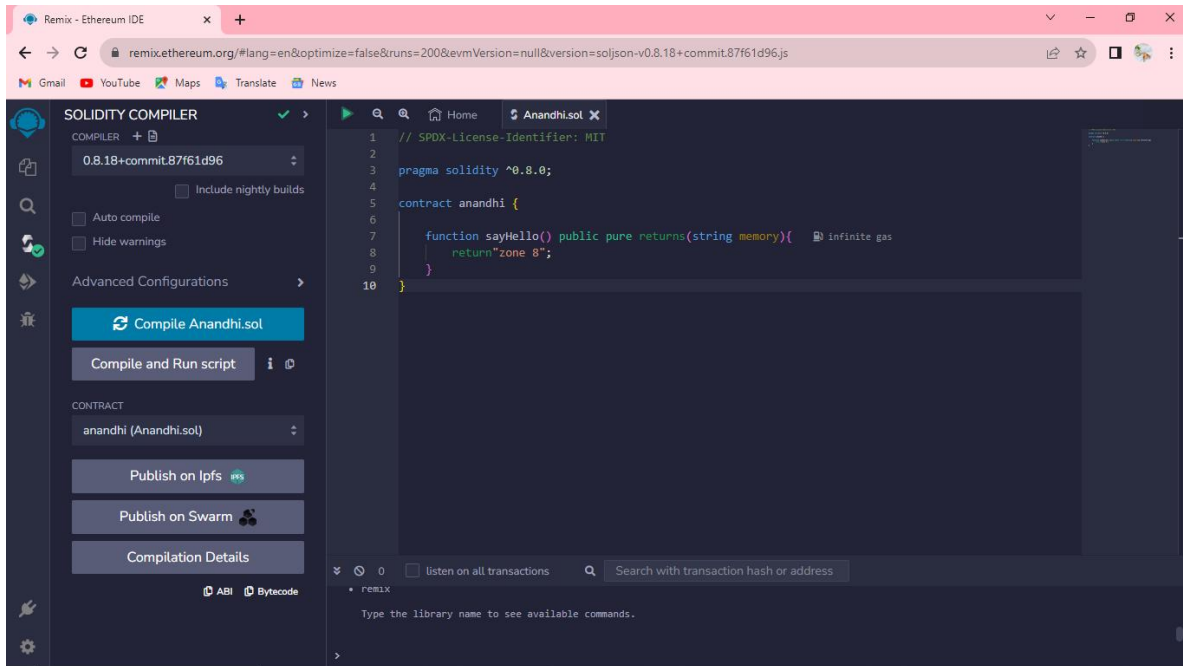 Remix - Ethereum IDE
remix.ethereum.org/#lang=en&optimize=false&runs=200&evmVersion=null&version=soljson-v0.8.18+commit.87f61d96.js
Gmail YouTube Maps Translate News
SOLIDITY COMPILER
COMPILER
0.8.18+commit.87f61d96
Include nightly builds
Auto compile
Hide warnings
Advanced Configurations
Compile Anandhi.sol
Compile and Run script
CONTRACT
anandhi (Anandhi.sol)
Publish on Ipfs IPFS
Publish on Swarm
Compilation Details
ABI Bytecode
Home Anandhi.sol
1 // SPDX-License-Identifier: MIT
2
3 pragma solidity ^0.8.0;
4
5 contract anandhi {
6
7 function sayHello() public pure returns(string memory){ infinite gas
8 return"zone 8";
9 }
10 }
0 listen on all transactions Search with transaction hash or address
• remix
Type the library name to see available commands.
>